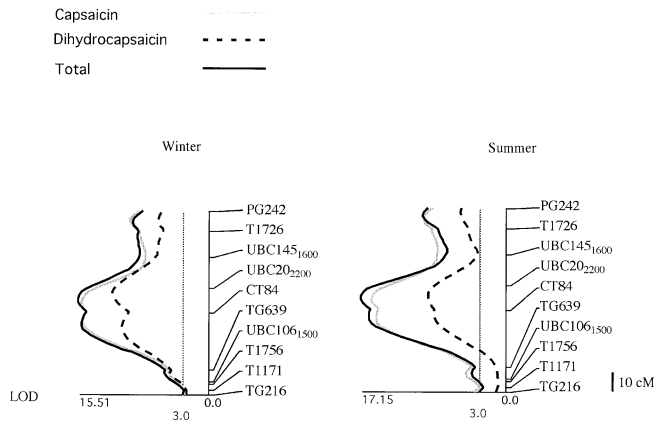 Capsaicin
Dihydrocapsaicin
Total
Winter
Summer
PG242
T1726
UBC145₁₆₀₀
UBC20₂₂₀₀
CT84
TG639
UBC106₁₅₀₀
T1756
T1171
TG216
PG242
T1726
UBC145₁₆₀₀
UBC20₂₂₀₀
CT84
TG639
UBC106₁₅₀₀
T1756
T1171
TG216
10 cM
LOD
15.51
3.0
0.0
17.15
3.0
0.0